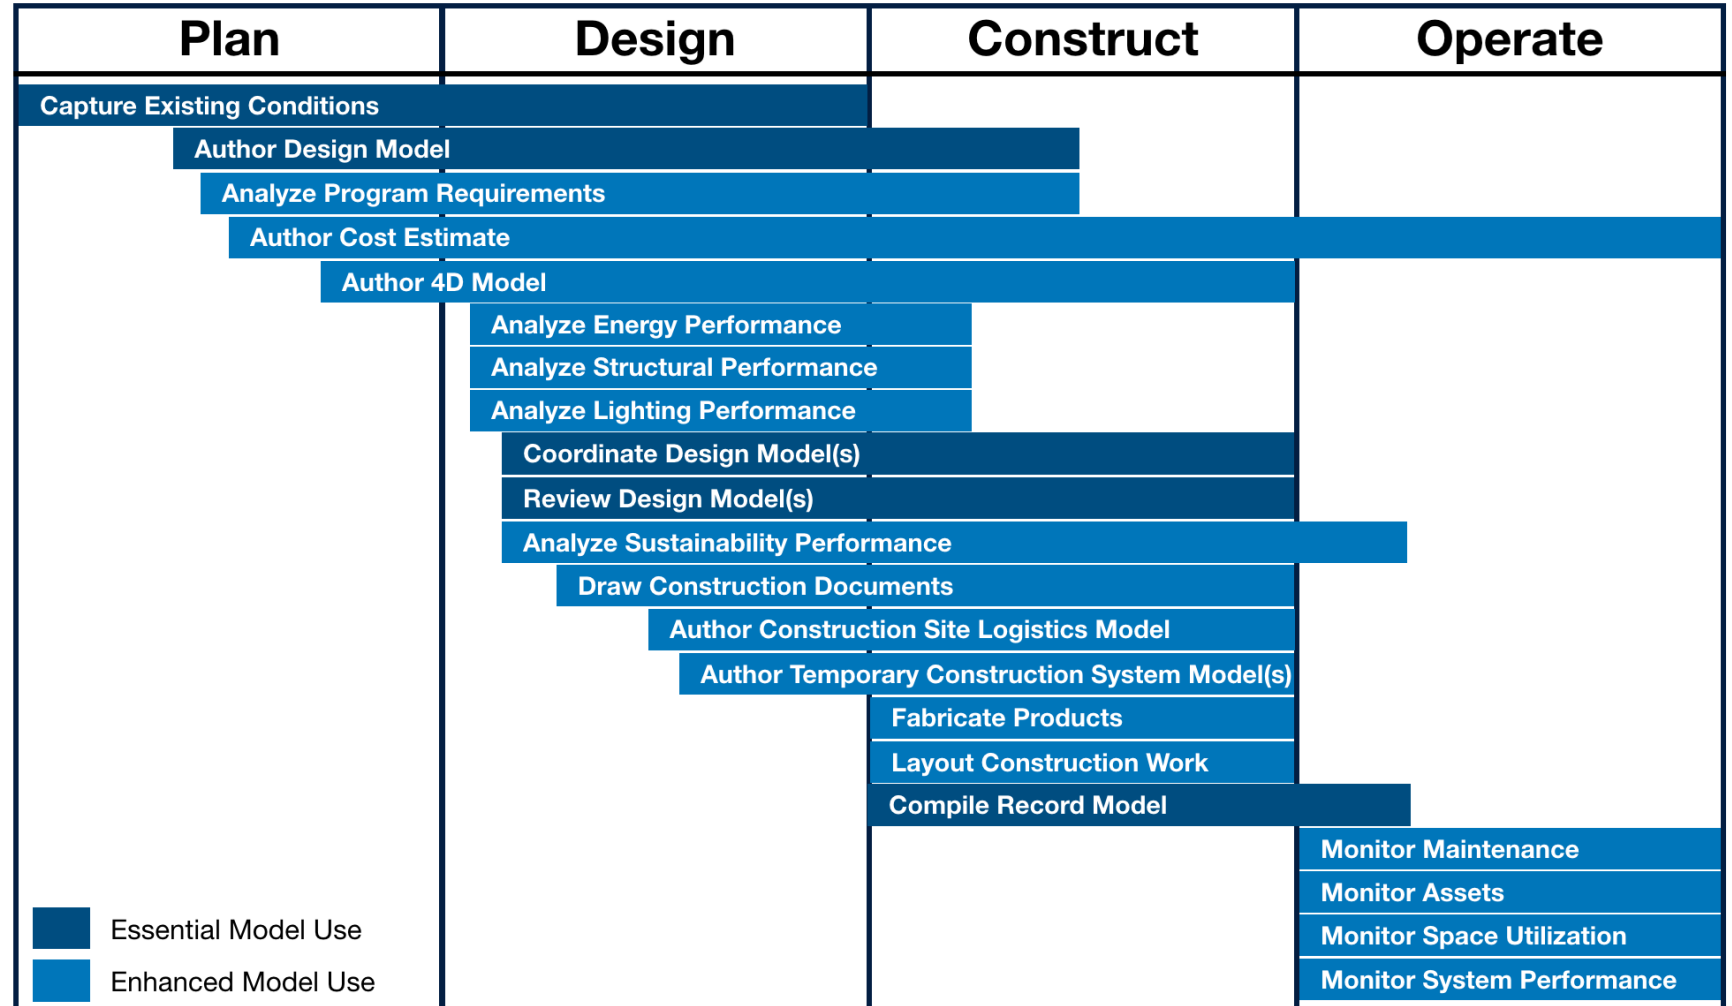 Plan
Design
Construct
Operate
Capture Existing Conditions
Author Design Model
Analyze Program Requirements
Author Cost Estimate
Author 4D Model
Analyze Energy Performance
Analyze Structural Performance
Analyze Lighting Performance
Coordinate Design Model(s)
Review Design Model(s)
Analyze Sustainability Performance
Draw Construction Documents
Author Construction Site Logistics Model
Author Temporary Construction System Model(s)
Fabricate Products
Layout Construction Work
Compile Record Model
Monitor Maintenance
Monitor Assets
Monitor Space Utilization
Monitor System Performance
Essential Model Use
Enhanced Model Use